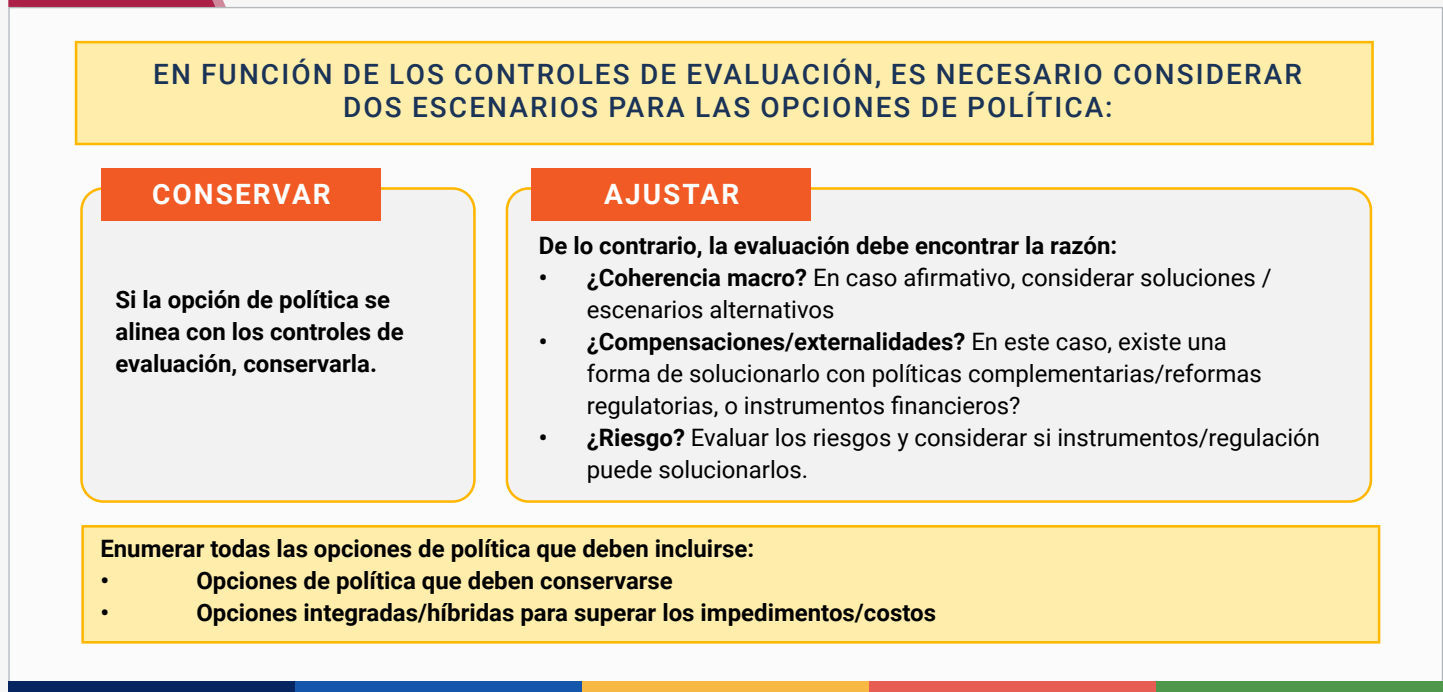 EN FUNCIÓN DE LOS CONTROLES DE EVALUACIÓN, ES NECESARIO CONSIDERAR
DOS ESCENARIOS PARA LAS OPCIONES DE POLÍTICA:
CONSERVAR
Si la opción de política se
alinea con los controles de
evaluación, conservarla.
AJUSTAR
De lo contrario, la evaluación debe encontrar la razón:
• ¿Coherencia macro? En caso afirmativo, considerar soluciones /
escenarios alternativos
• ¿Compensaciones/externalidades? En este caso, existe una
forma de solucionarlo con políticas complementarias/reformas
regulatorias, o instrumentos financieros?
• ¿Riesgo? Evaluar los riesgos y considerar si instrumentos/regulación
puede solucionarlos.
Enumerar todas las opciones de política que deben incluirse:
• Opciones de política que deben conservarse
• Opciones integradas/híbridas para superar los impedimentos/costos